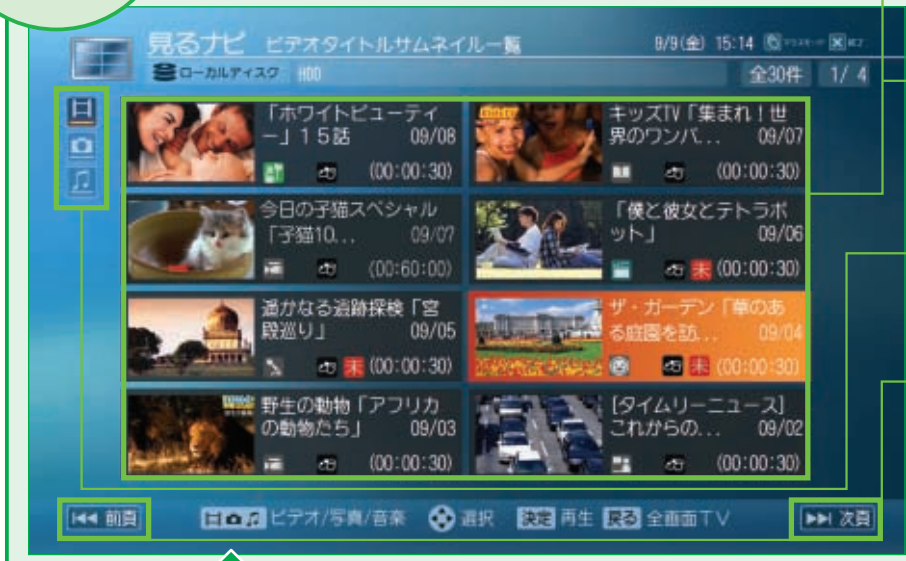 見るナビ ビデオタイトルサムネイル一覧 9/9(金) 15:14
ローカルディスク HDD 全30件 1/ 4
「ホワイトビューティ
ー」15話 09/08
(00:00:30)
キッズTV「集まれ!世
界のワンパ... 09/07
(00:00:30)
今日の子猫スペシャル
「子猫10... 09/07
(00:60:00)
「僕と彼女とテトラポ
ット」 09/06
未 (00:00:30)
遥かなる遺跡探検「宮
殿巡り」 09/05
未 (00:00:30)
ザ・ガーデン「華のあ
る庭園を訪... 09/04
未 (00:00:30)
野生の動物「アフリカ
の動物たち」 09/03
(00:00:30)
[タイムリーニュース]
これからの... 09/02
(00:00:30)
前頁 ビデオ/写真/音楽 選択 決定 再生 戻る 全画面TV 次頁